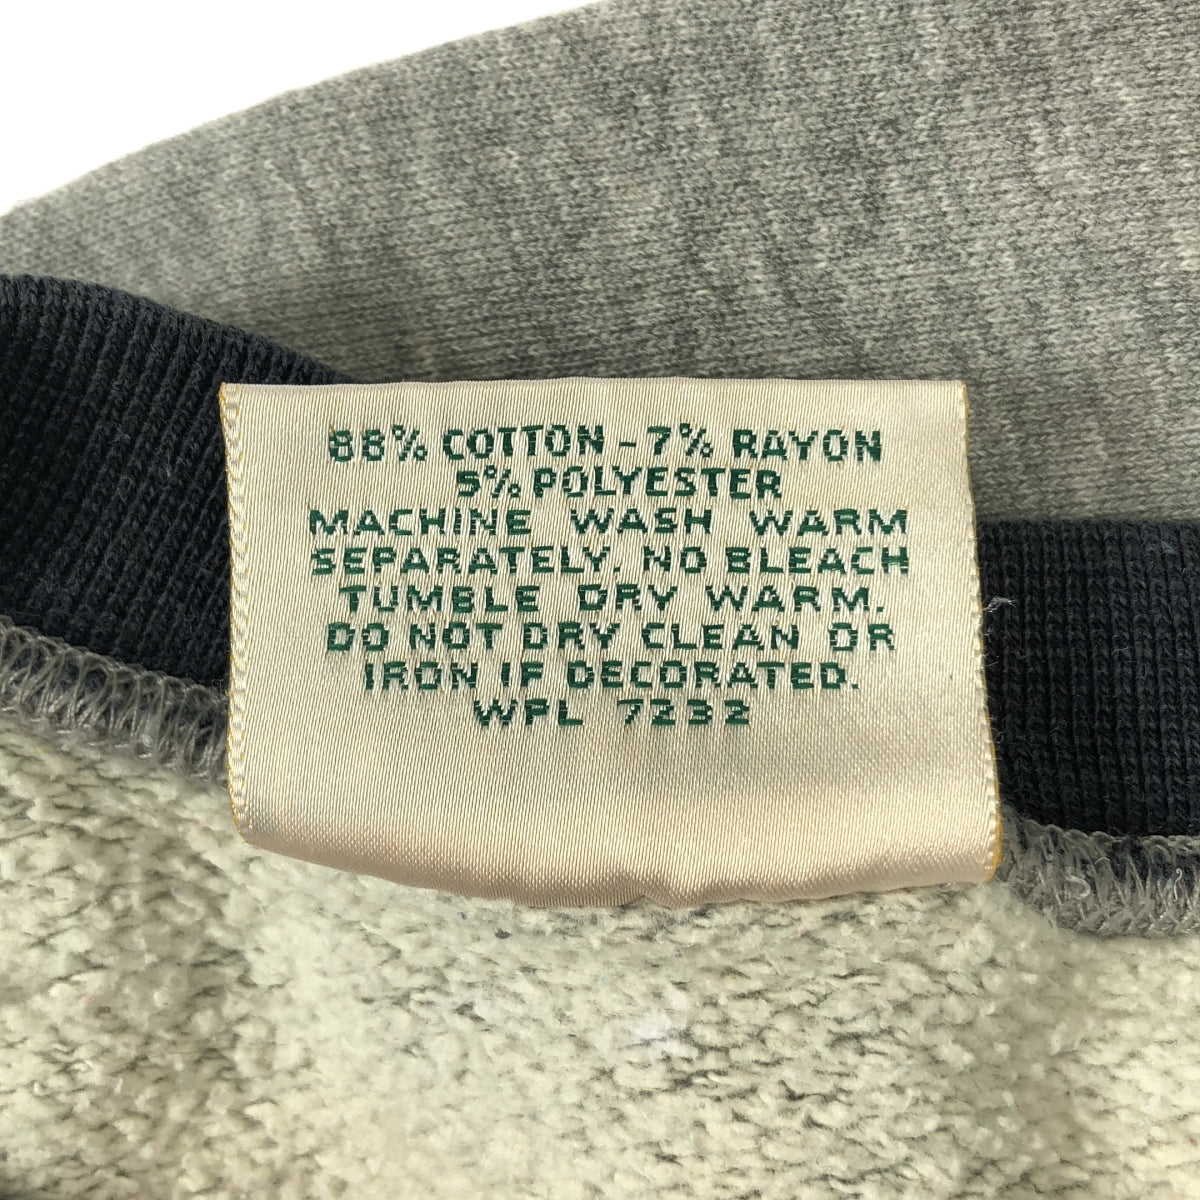 88% COTTON - 7% RAYON
5% POLYESTER
MACHINE WASH WARM
SEPARATELY. NO BLEACH
TUMBLE DRY WARM.
DO NOT DRY CLEAN OR
IRON IF DECORATED.
WPL 7232